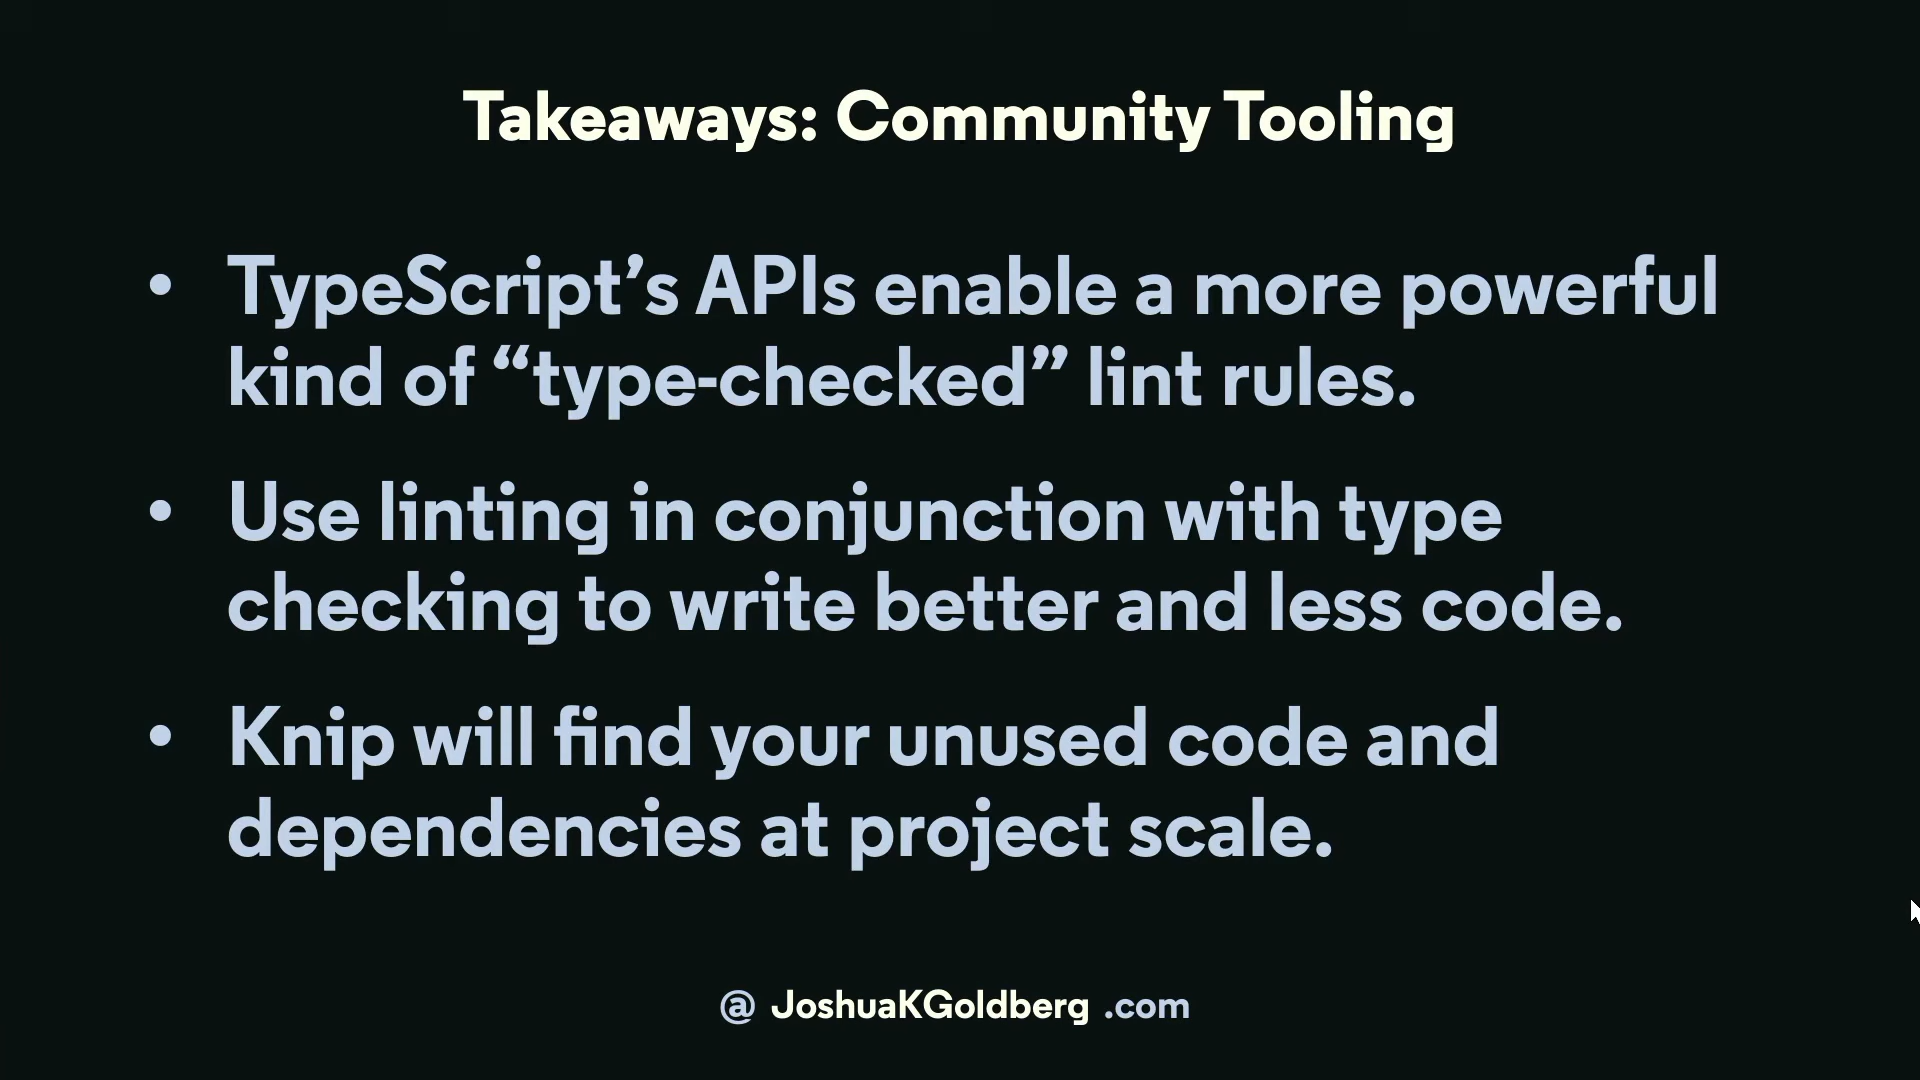 Takeaways: Community Tooling
• TypeScript’s APIs enable a more powerful
kind of “type-checked” lint rules.
• Use linting in conjunction with type
checking to write better and less code.
• Knip will find your unused code and
dependencies at project scale.
@ JoshuaKGoldberg .com